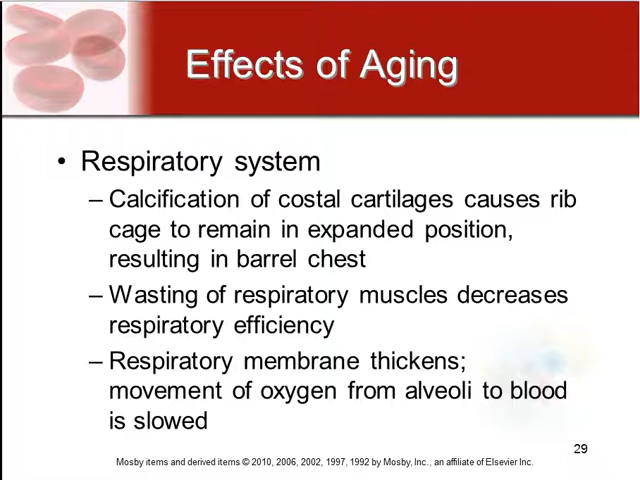 Effects of Aging
• Respiratory system
– Calcification of costal cartilages causes rib
cage to remain in expanded position,
resulting in barrel chest
– Wasting of respiratory muscles decreases
respiratory efficiency
– Respiratory membrane thickens;
movement of oxygen from alveoli to blood
is slowed
29
Mosby items and derived items © 2010, 2006, 2002, 1997, 1992 by Mosby, Inc., an affiliate of Elsevier Inc.